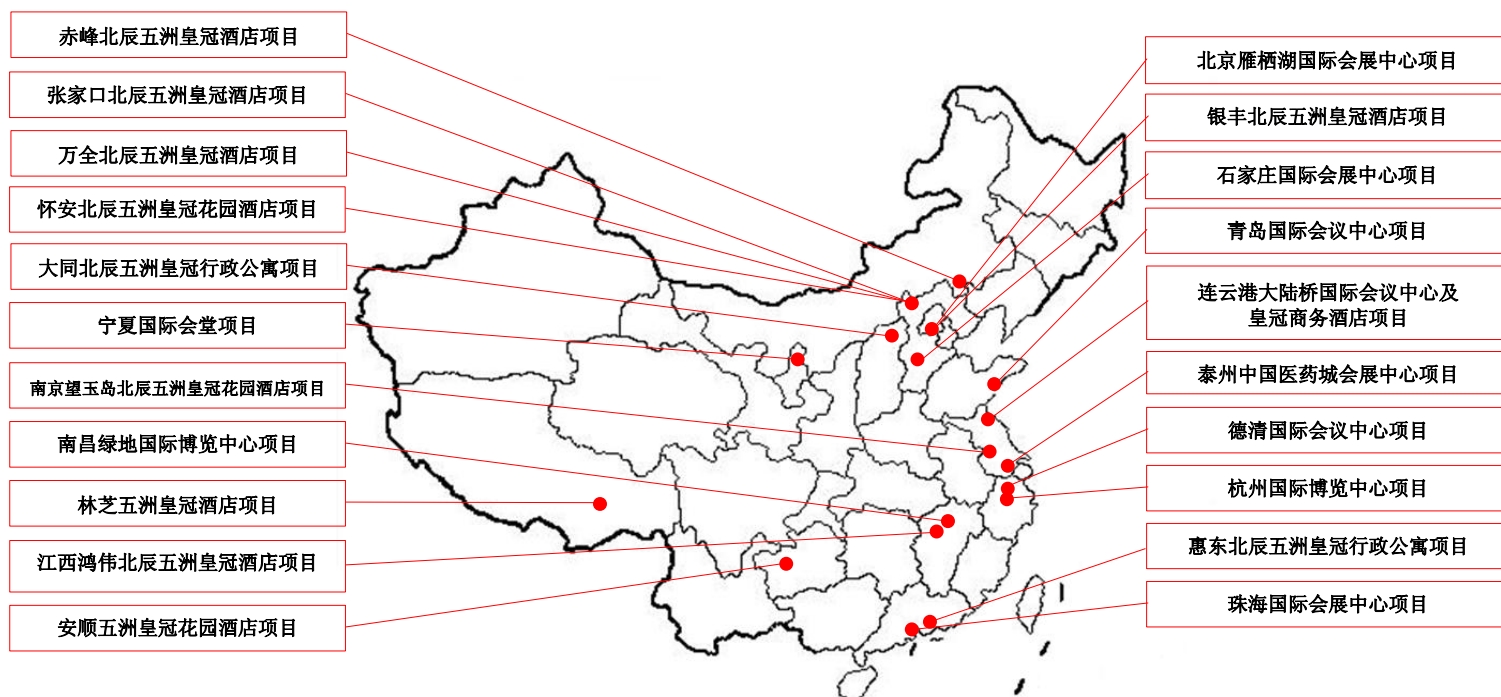 赤峰北辰五洲皇冠酒店项目
张家口北辰五洲皇冠酒店项目
万全北辰五洲皇冠酒店项目
怀安北辰五洲皇冠花园酒店项目
大同北辰五洲皇冠行政公寓项目
宁夏国际会堂项目
南京望玉岛北辰五洲皇冠花园酒店项目
南昌绿地国际博览中心项目
林芝五洲皇冠酒店项目
江西鸿伟北辰五洲皇冠酒店项目
安顺五洲皇冠花园酒店项目
北京雁栖湖国际会展中心项目
银丰北辰五洲皇冠酒店项目
石家庄国际会展中心项目
青岛国际会议中心项目
连云港大陆桥国际会议中心及
皇冠商务酒店项目
泰州中国医药城会展中心项目
德清国际会议中心项目
杭州国际博览中心项目
惠东北辰五洲皇冠行政公寓项目
珠海国际会展中心项目